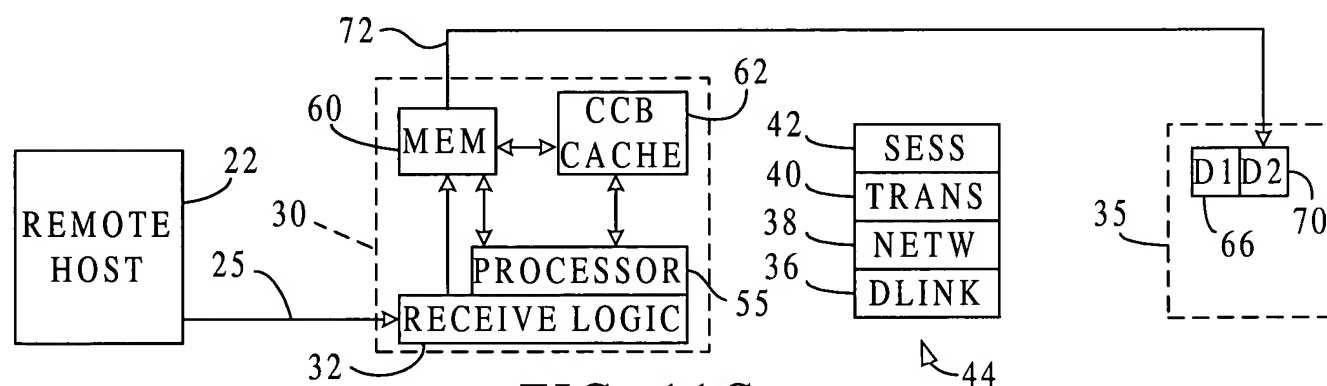 72
62
60
MEM
CCB
CACHE
42
SESS
22
40
TRANS
D1
D2
REMOTE
HOST
30
38
NETW
35
66
70
25
PROCESSOR
36
DLINK
RECEIVE LOGIC
55
32
44
FIG.